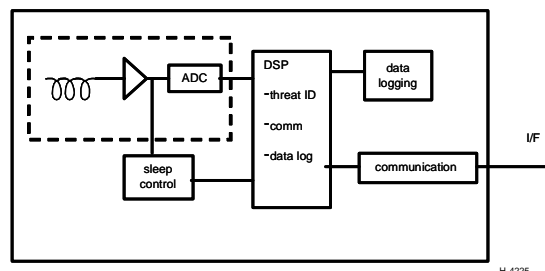 ADC
DSP
-threat ID
-comm
-data log
data
logging
sleep
control
communication
I/F
H-4225